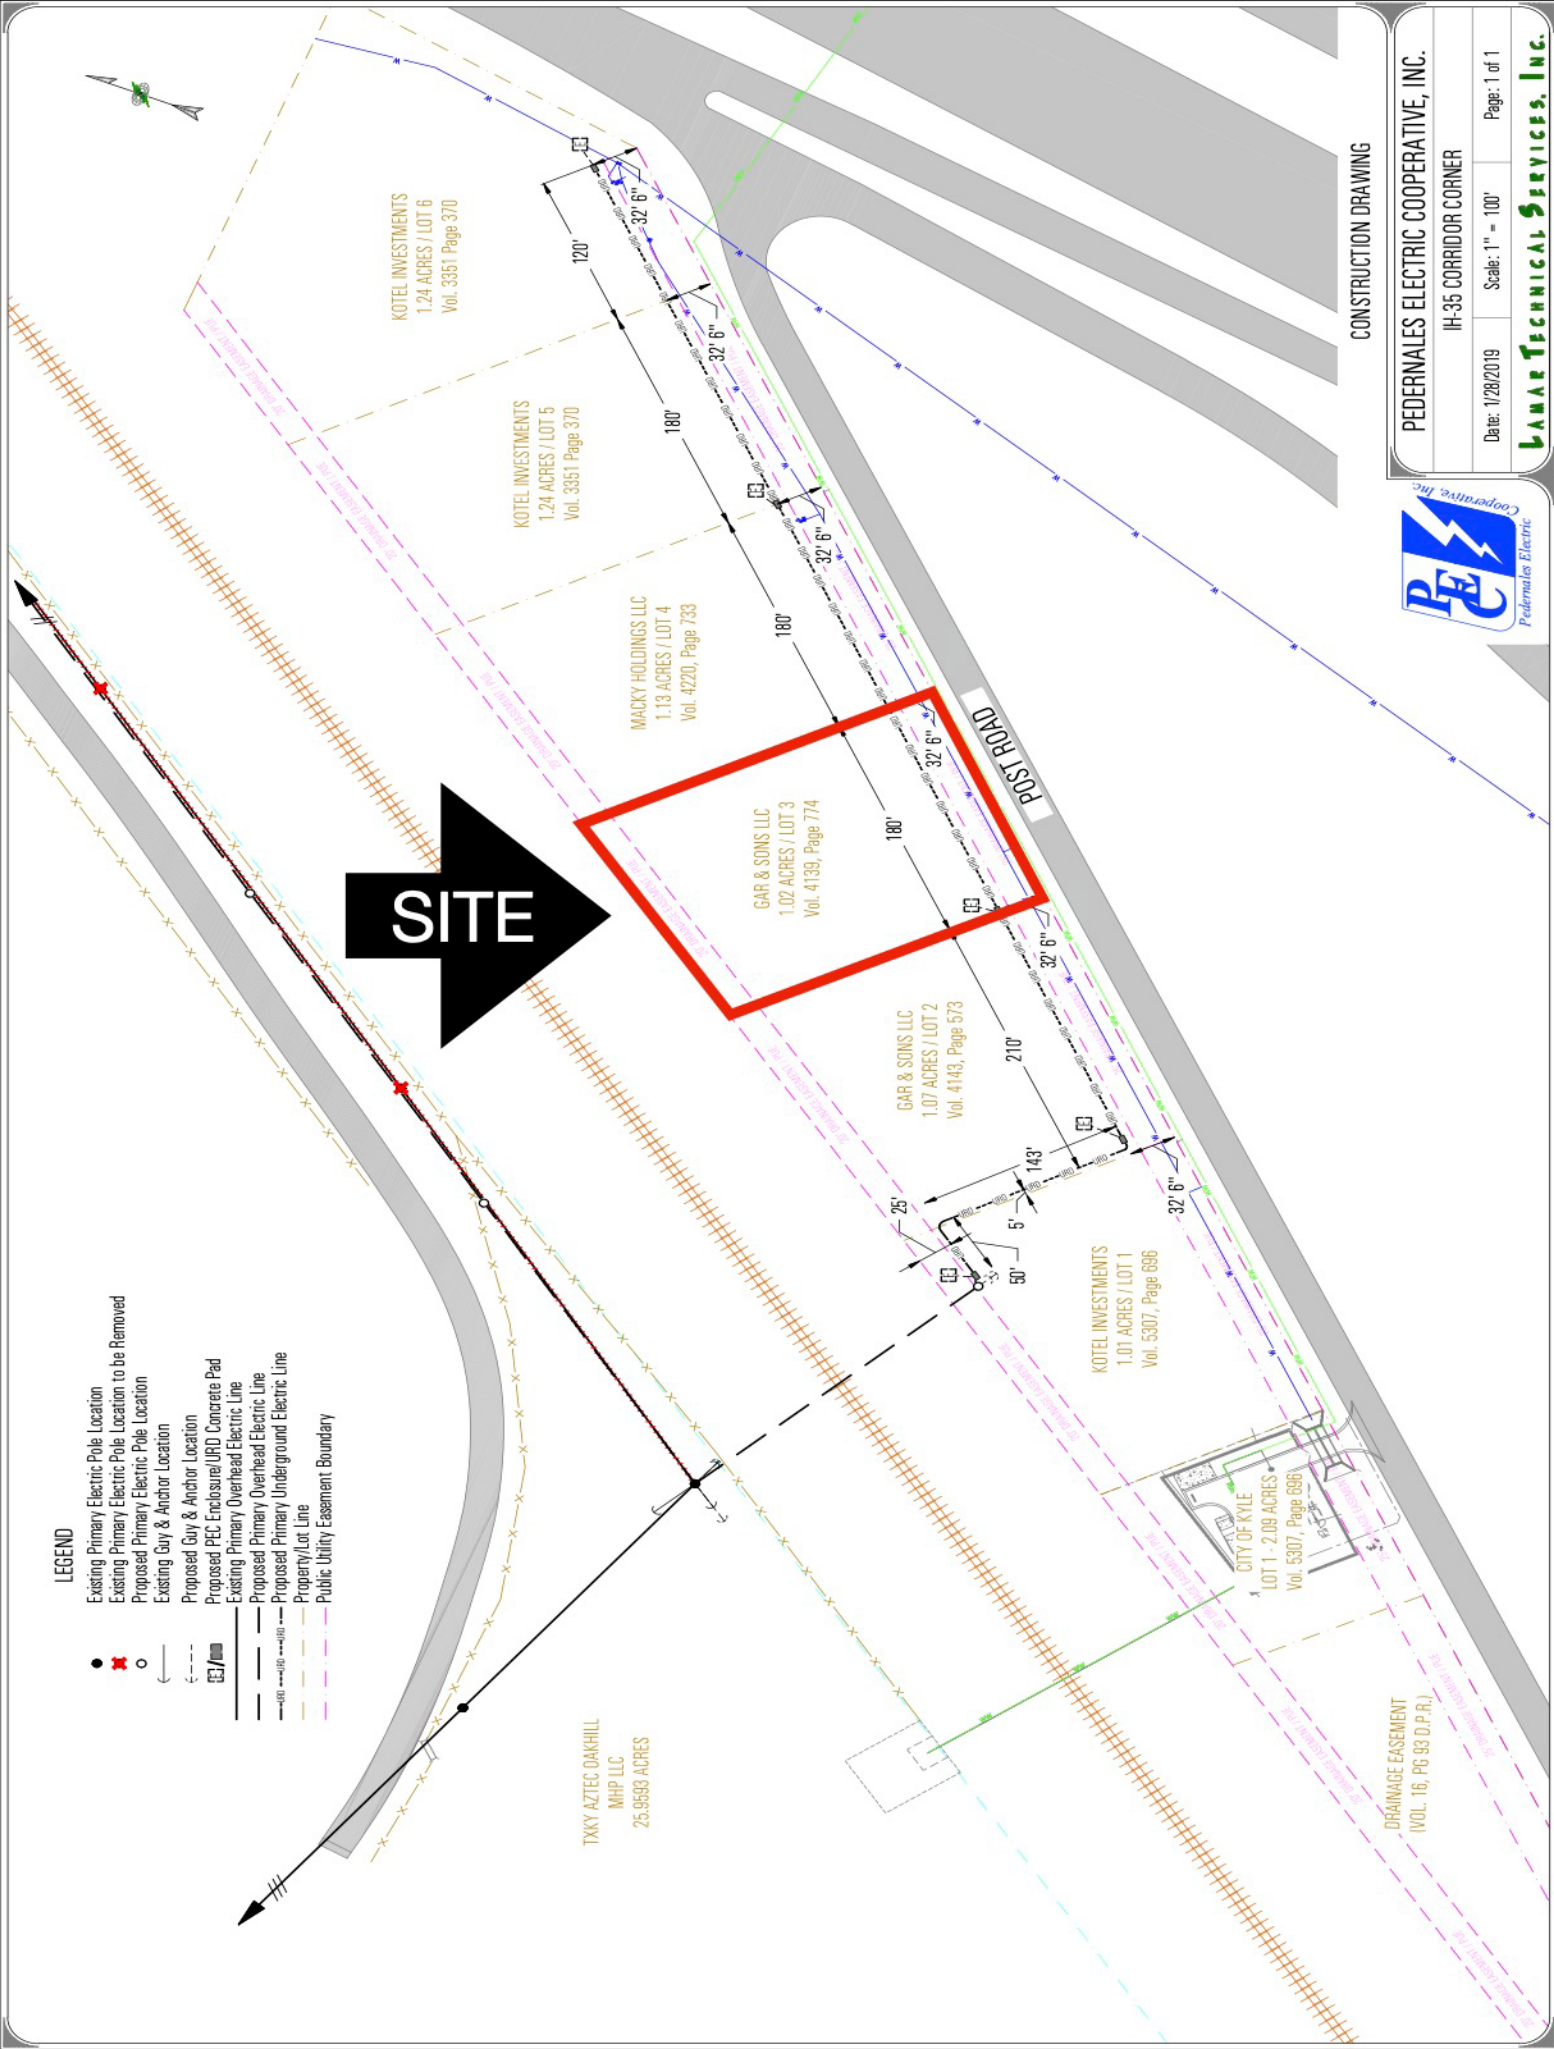 LEGEND
Existing Primary Electric Pole Location
Existing Primary Electric Pole Location to be Removed
Proposed Primary Electric Pole Location
Existing Guy & Anchor Location
Proposed Guy & Anchor Location
Proposed PEC Enclosure/URD Concrete Pad
Existing Primary Overhead Electric Line
Proposed Primary Overhead Electric Line
Proposed Primary Underground Electric Line
Property/Lot Line
Public Utility Easement Boundary
SITE
KOTEL INVESTMENTS
1.24 ACRES / LOT 6
Vol. 3351 Page 370
KOTEL INVESTMENTS
1.24 ACRES / LOT 5
Vol. 3351 Page 370
MACKY HOLDINGS LLC
1.13 ACRES / LOT 4
Vol. 4220, Page 733
GAR & SONS LLC
1.02 ACRES / LOT 3
Vol. 4139, Page 774
GAR & SONS LLC
1.07 ACRES / LOT 2
Vol. 4143, Page 573
KOTEL INVESTMENTS
1.01 ACRES / LOT 1
Vol. 5307, Page 696
CITY OF KYLE
LOT 1 - 2.09 ACRES
Vol. 5307, Page 696
TXKY AZTEC OAKHILL
MHP LLC
25.9593 ACRES
DRAINAGE EASEMENT
(VOL. 16, PG 93 D.P.R.)
120'
180'
180'
180'
210'
143'
25'
5'
50'
32' 6"
32' 6"
32' 6"
32' 6"
32' 6"
32' 6"
POST ROAD
20' DRAINAGE EASEMENT / PUE
CONSTRUCTION DRAWING
PEDERNALES ELECTRIC COOPERATIVE, INC.
IH-35 CORRIDOR CORNER
Date: 1/28/2019
Scale: 1" = 100'
Page: 1 of 1
LAMAR TECHNICAL SERVICES, INC.
PEC
Pedernales Electric
Cooperative, Inc.